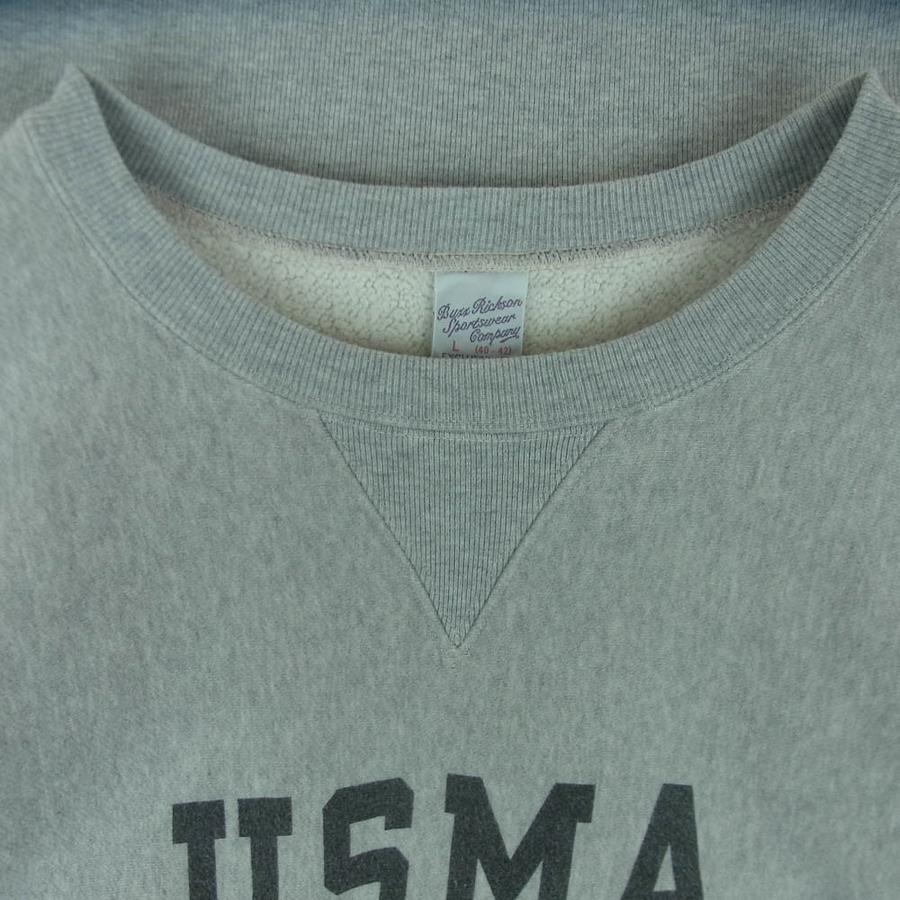 Buzz Rickson
Sportswear
Company
L (40 - 42)
USMA